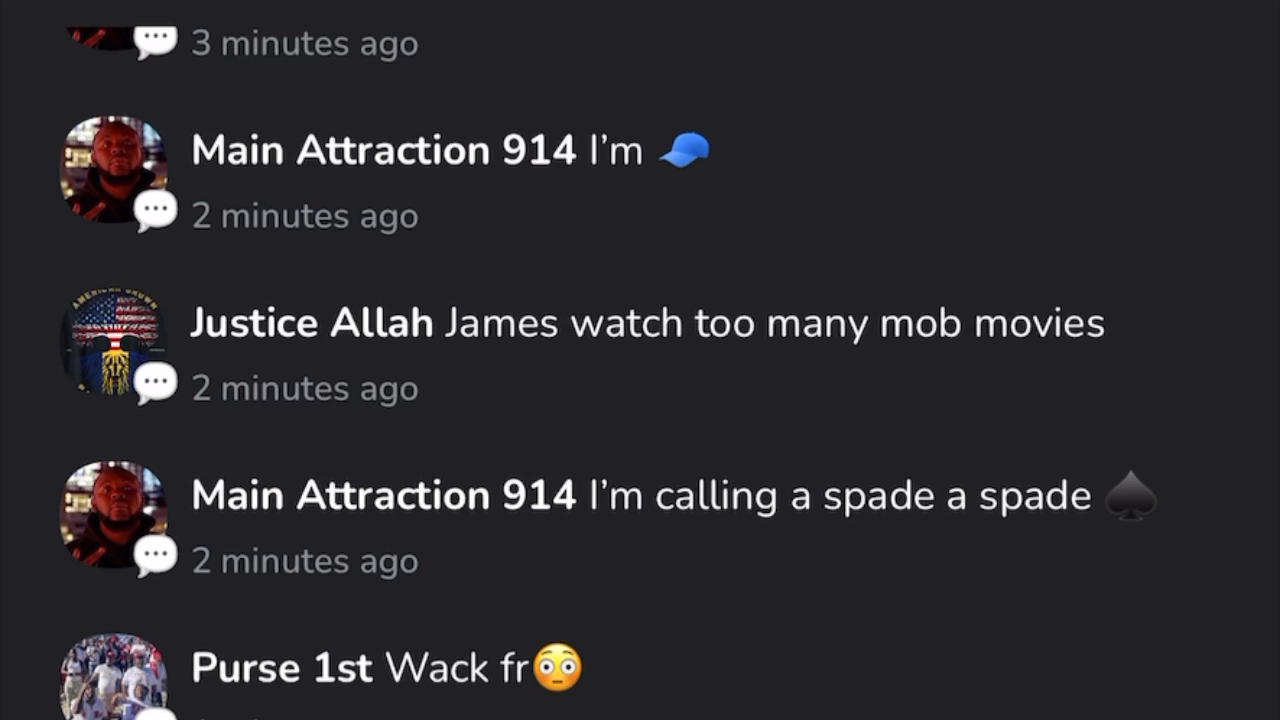 3 minutes ago
Main Attraction 914 I’m 🧢
2 minutes ago
Justice Allah James watch too many mob movies
2 minutes ago
Main Attraction 914 I’m calling a spade a spade ♠️
2 minutes ago
Purse 1st Wack fr😳